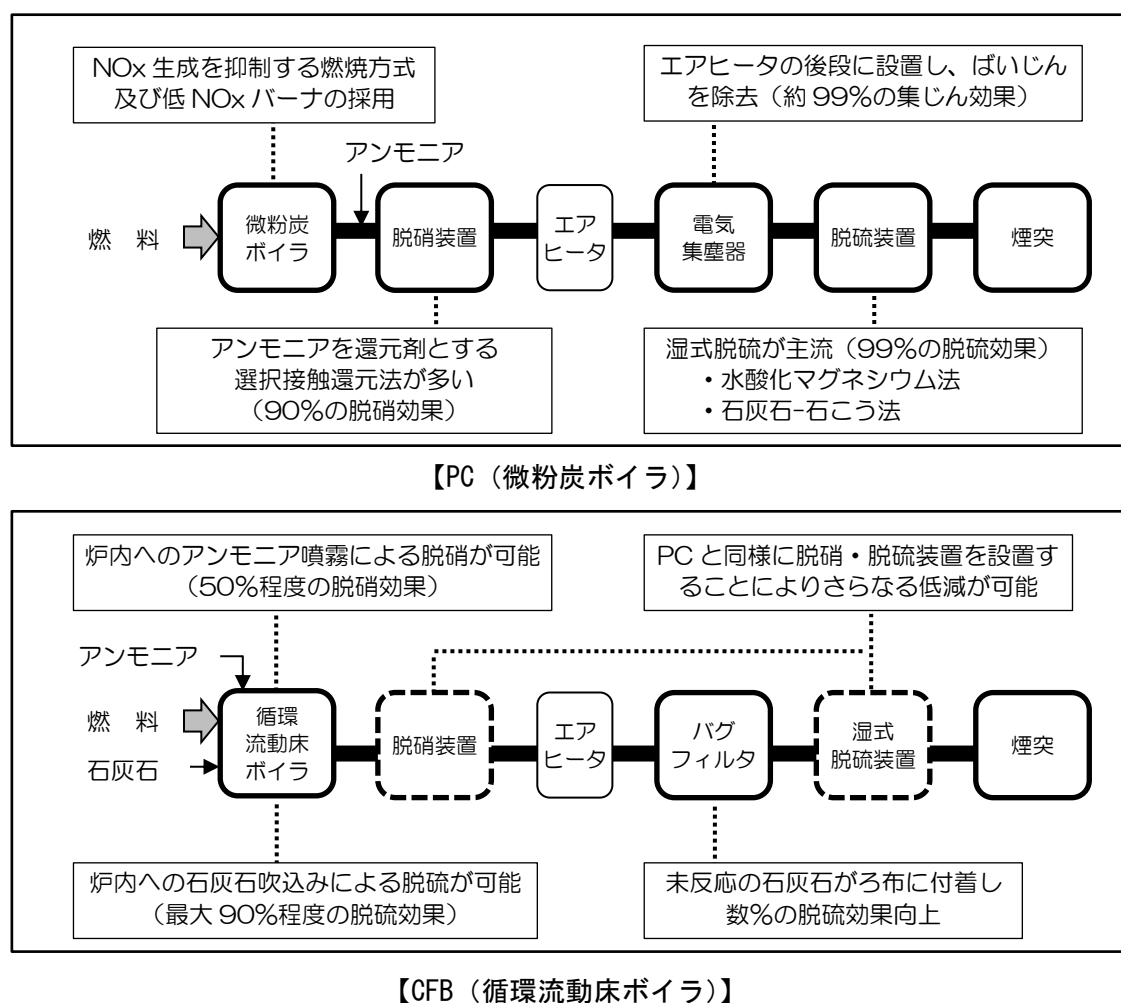 NOx 生成を抑制する燃焼方式
及び低 NOx バーナの採用
エアヒータの後段に設置し、ばいじん
を除去（約 99%の集じん効果）
アンモニア
燃　料
微粉炭
ボイラ
脱硝装置
エア
ヒータ
電気
集塵器
脱硫装置
煙突
アンモニアを還元剤とする
選択接触還元法が多い
（90%の脱硝効果）
湿式脱硫が主流（99%の脱硫効果）
・水酸化マグネシウム法
・石灰石-石こう法
【PC（微粉炭ボイラ）】
炉内へのアンモニア噴霧による脱硝が可能
（50%程度の脱硝効果）
PC と同様に脱硝・脱硫装置を設置す
ることによりさらなる低減が可能
アンモニア
燃　料
石灰石
循環
流動床
ボイラ
脱硝装置
エア
ヒータ
バグ
フィルタ
湿式
脱硫装置
煙突
炉内への石灰石吹込みによる脱硫が可能
（最大 90%程度の脱硫効果）
未反応の石灰石がろ布に付着し
数%の脱硫効果向上
【CFB（循環流動床ボイラ）】